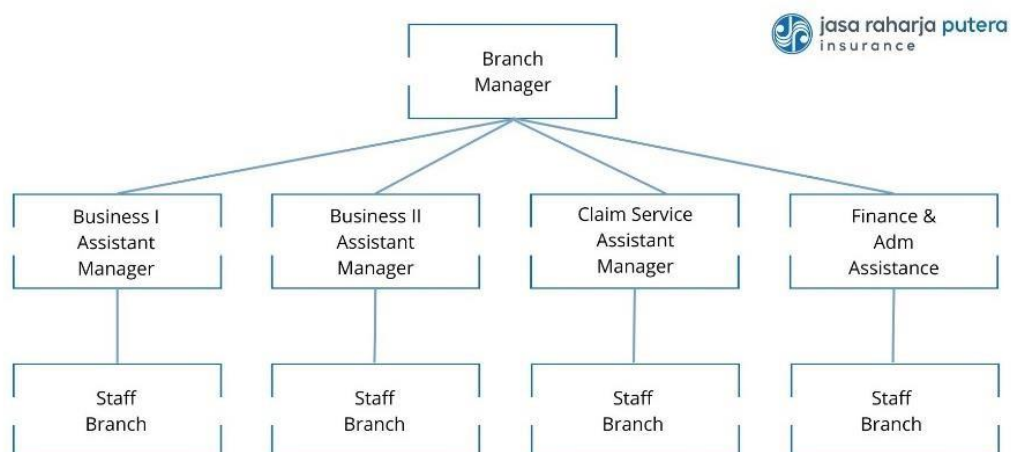 jasa raharja putera
insurance
Branch
Manager
Business I
Assistant
Manager
Business II
Assistant
Manager
Claim Service
Assistant
Manager
Finance &
Adm
Assistance
Staff
Branch
Staff
Branch
Staff
Branch
Staff
Branch